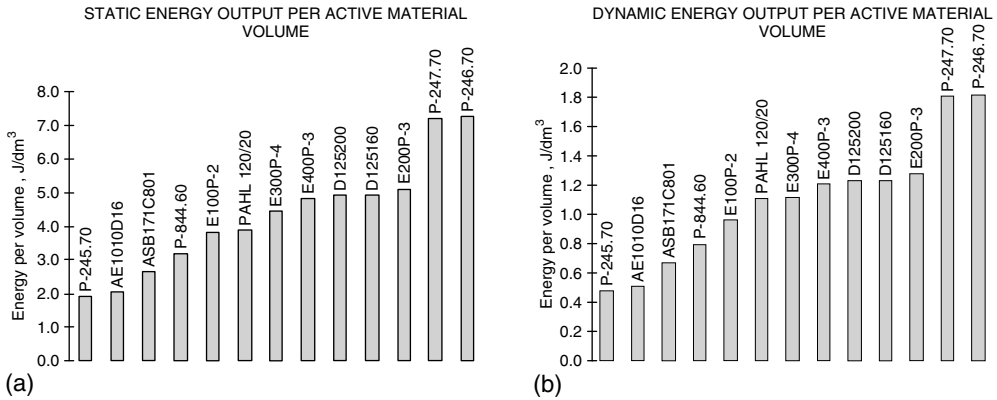 STATIC ENERGY OUTPUT PER ACTIVE MATERIAL
VOLUME
Energy per volume , J/dm³
8.0
7.0
6.0
5.0
4.0
3.0
2.0
1.0
0.0
P-245.70
AE1010D16
ASB171C801
P-844.60
E100P-2
PAHL 120/20
E300P-4
E400P-3
D125200
D125160
E200P-3
P-247.70
P-246.70
(a)
DYNAMIC ENERGY OUTPUT PER ACTIVE MATERIAL
VOLUME
Energy per volume, J/dm³
2.0
1.8
1.6
1.4
1.2
1.0
0.8
0.6
0.4
0.2
0.0
P-245.70
AE1010D16
ASB171C801
P-844.60
E100P-2
PAHL 120/20
E300P-4
E400P-3
D125200
D125160
E200P-3
P-247.70
P-246.70
(b)